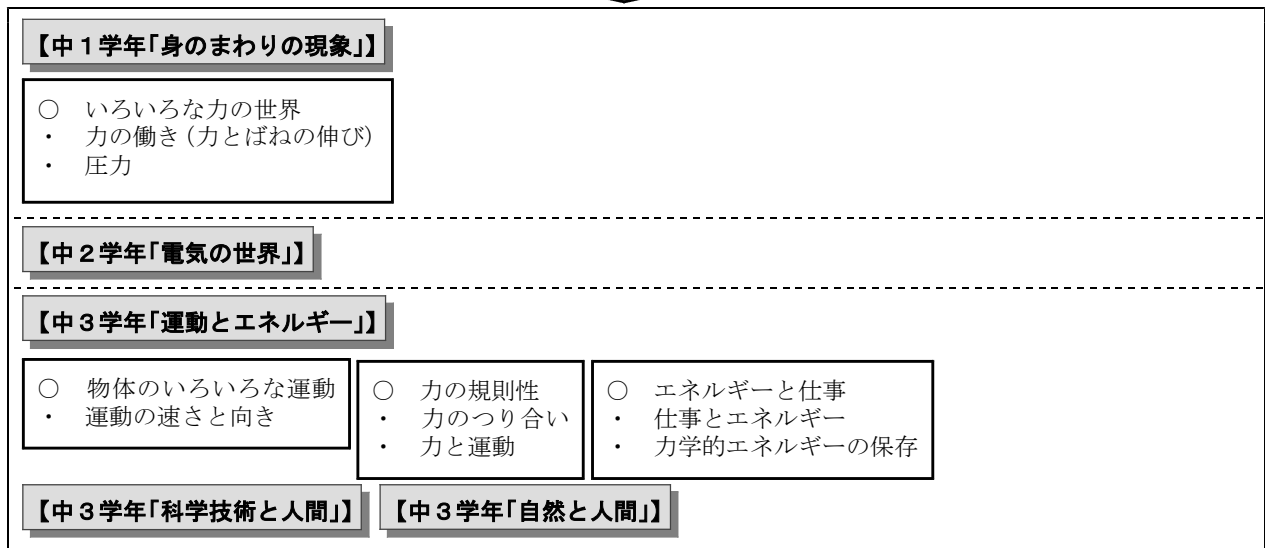 【中１学年｢身のまわりの現象｣】
○　いろいろな力の世界
・　力の働き(力とばねの伸び)
・　圧力
【中２学年｢電気の世界｣】
【中３学年｢運動とエネルギー｣】
○　物体のいろいろな運動
・　運動の速さと向き
○　力の規則性
・　力のつり合い
・　力と運動
○　エネルギーと仕事
・　仕事とエネルギー
・　力学的エネルギーの保存
【中３学年｢科学技術と人間｣】
【中３学年｢自然と人間｣】